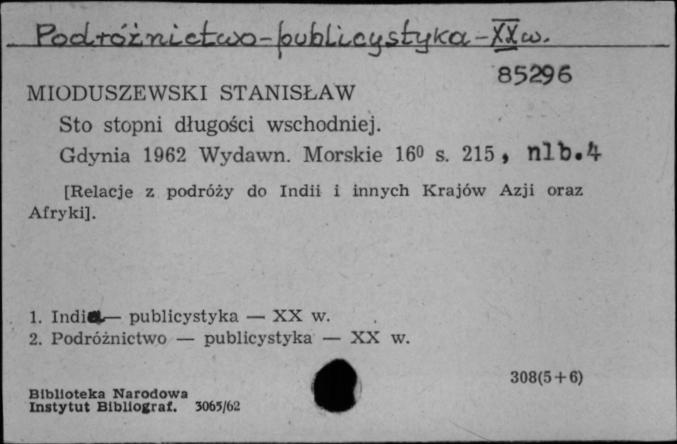 Podróżnictwo-publicystyka-XXw.
85296
MIODUSZEWSKI STANISŁAW
Sto stopni długości wschodniej.
Gdynia 1962 Wydawn. Morskie 16⁰ s. 215, nlb.4
[Relacje z podróży do Indii i innych Krajów Azji oraz
Afryki].
1. India — publicystyka — XX w.
2. Podróżnictwo — publicystyka — XX w.
308(5+6)
Biblioteka Narodowa
Instytut Bibliograf. 3065/62